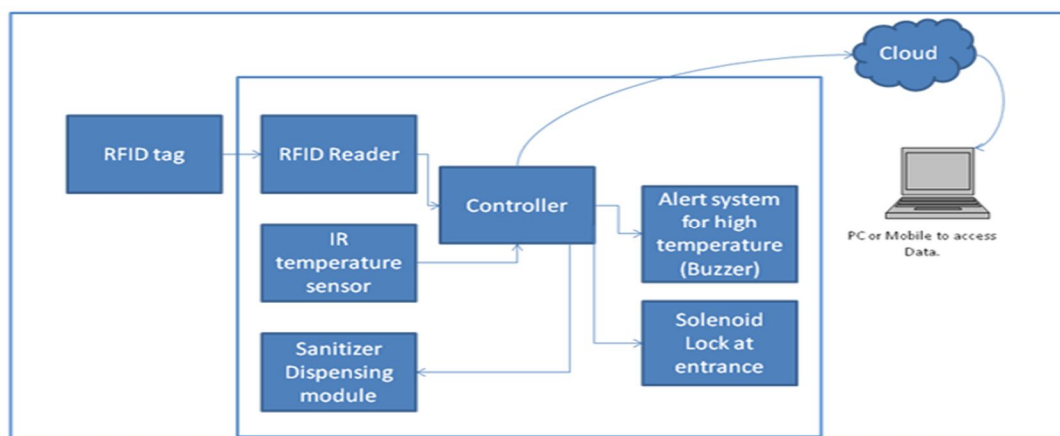 Cloud
RFID tag
RFID Reader
Controller
Alert system
for high
temperature
(Buzzer)
PC or Mobile to access
Data.
IR
temperature
sensor
Solenoid
Lock at
entrance
Sanitizer
Dispensing
module